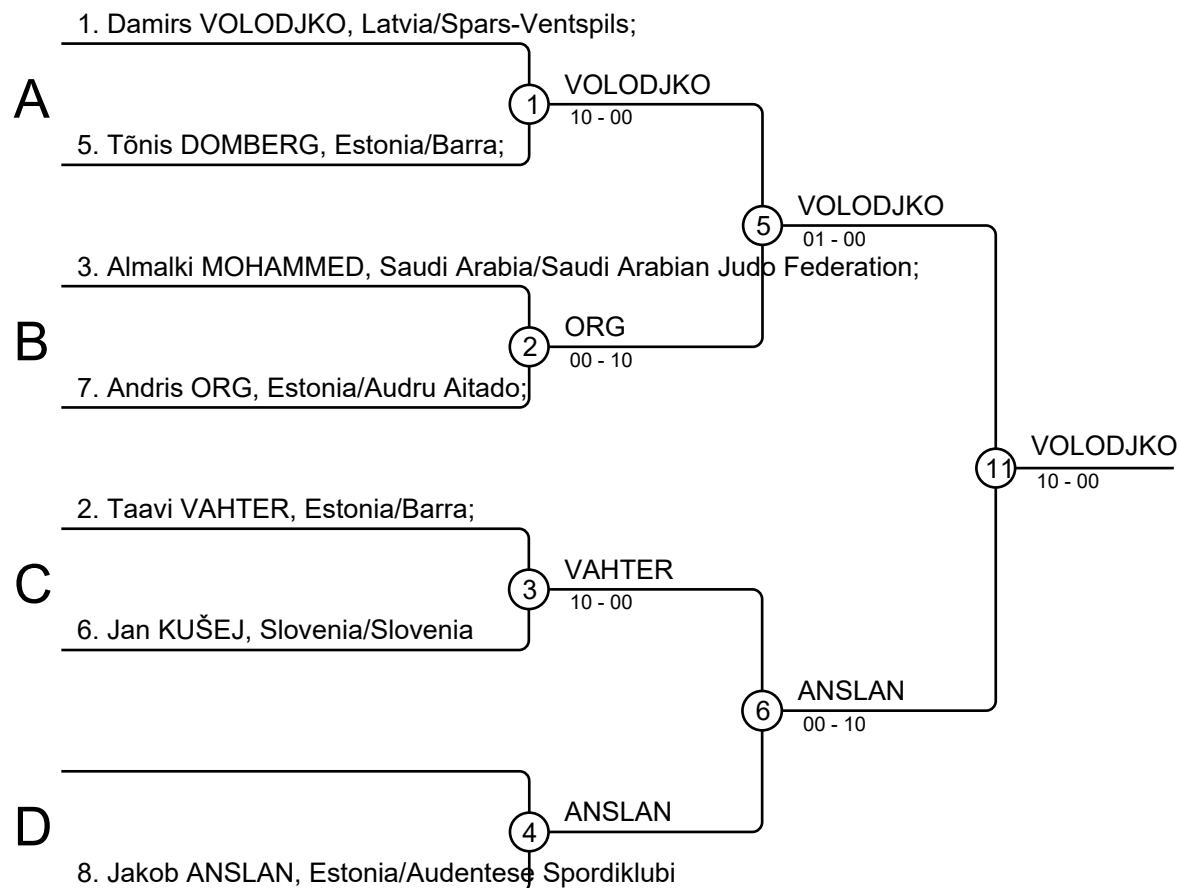 1. Damirs VOLODJKO, Latvia/Spars-Ventspils;
A
1
VOLODJKO
10 - 00
5. Tõnis DOMBERG, Estonia/Barra;
5
VOLODJKO
01 - 00
3. Almalki MOHAMMED, Saudi Arabia/Saudi Arabian Judo Federation;
B
2
ORG
00 - 10
7. Andris ORG, Estonia/Audru Aitado;
11
VOLODJKO
10 - 00
2. Taavi VAHTER, Estonia/Barra;
C
3
VAHTER
10 - 00
6. Jan KUŠEJ, Slovenia/Slovenia
6
ANSLAN
00 - 10
D
4
ANSLAN
8. Jakob ANSLAN, Estonia/Audentese Spordiklubi